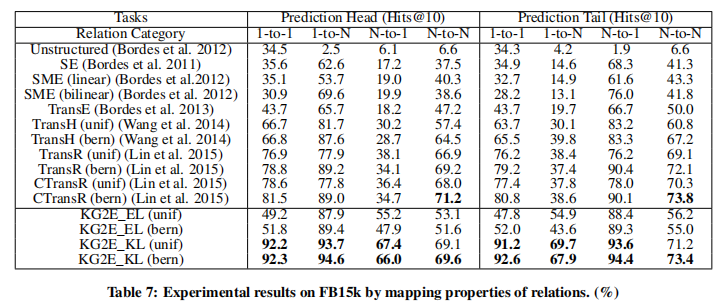 Tasks Prediction Head (Hits@10) Prediction Tail (Hits@10)
Relation Category 1-to-1 1-to-N N-to-1 N-to-N 1-to-1 1-to-N N-to-1 N-to-N
Unstructured (Bordes et al. 2012) 34.5 2.5 6.1 6.6 34.3 4.2 1.9 6.6
SE (Bordes et al. 2011) 35.6 62.6 17.2 37.5 34.9 14.6 68.3 41.3
SME (linear) (Bordes et al.2012) 35.1 53.7 19.0 40.3 32.7 14.9 61.6 43.3
SME (bilinear) (Bordes et al. 2012) 30.9 69.6 19.9 38.6 28.2 13.1 76.0 41.8
TransE (Bordes et al. 2013) 43.7 65.7 18.2 47.2 43.7 19.7 66.7 50.0
TransH (unif) (Wang et al. 2014) 66.7 81.7 30.2 57.4 63.7 30.1 83.2 60.8
TransH (bern) (Wang et al. 2014) 66.8 87.6 28.7 64.5 65.5 39.8 83.3 67.2
TransR (unif) (Lin et al. 2015) 76.9 77.9 38.1 66.9 76.2 38.4 76.2 69.1
TransR (bern) (Lin et al. 2015) 78.8 89.2 34.1 69.2 79.2 37.4 90.4 72.1
CTransR (unif) (Lin et al. 2015) 78.6 77.8 36.4 68.0 77.4 37.8 78.0 70.3
CTransR (bern) (Lin et al. 2015) 81.5 89.0 34.7 71.2 80.8 38.6 90.1 73.8
KG2E_EL (unif) 49.2 87.9 55.2 53.1 47.8 54.9 88.4 56.2
KG2E_EL (bern) 51.8 89.4 47.9 51.6 52.0 43.6 89.3 55.0
KG2E_KL (unif) 92.2 93.7 67.4 69.1 91.2 69.7 93.6 71.2
KG2E_KL (bern) 92.3 94.6 66.0 69.6 92.6 67.9 94.4 73.4
Table 7: Experimental results on FB15k by mapping properties of relations. (%)